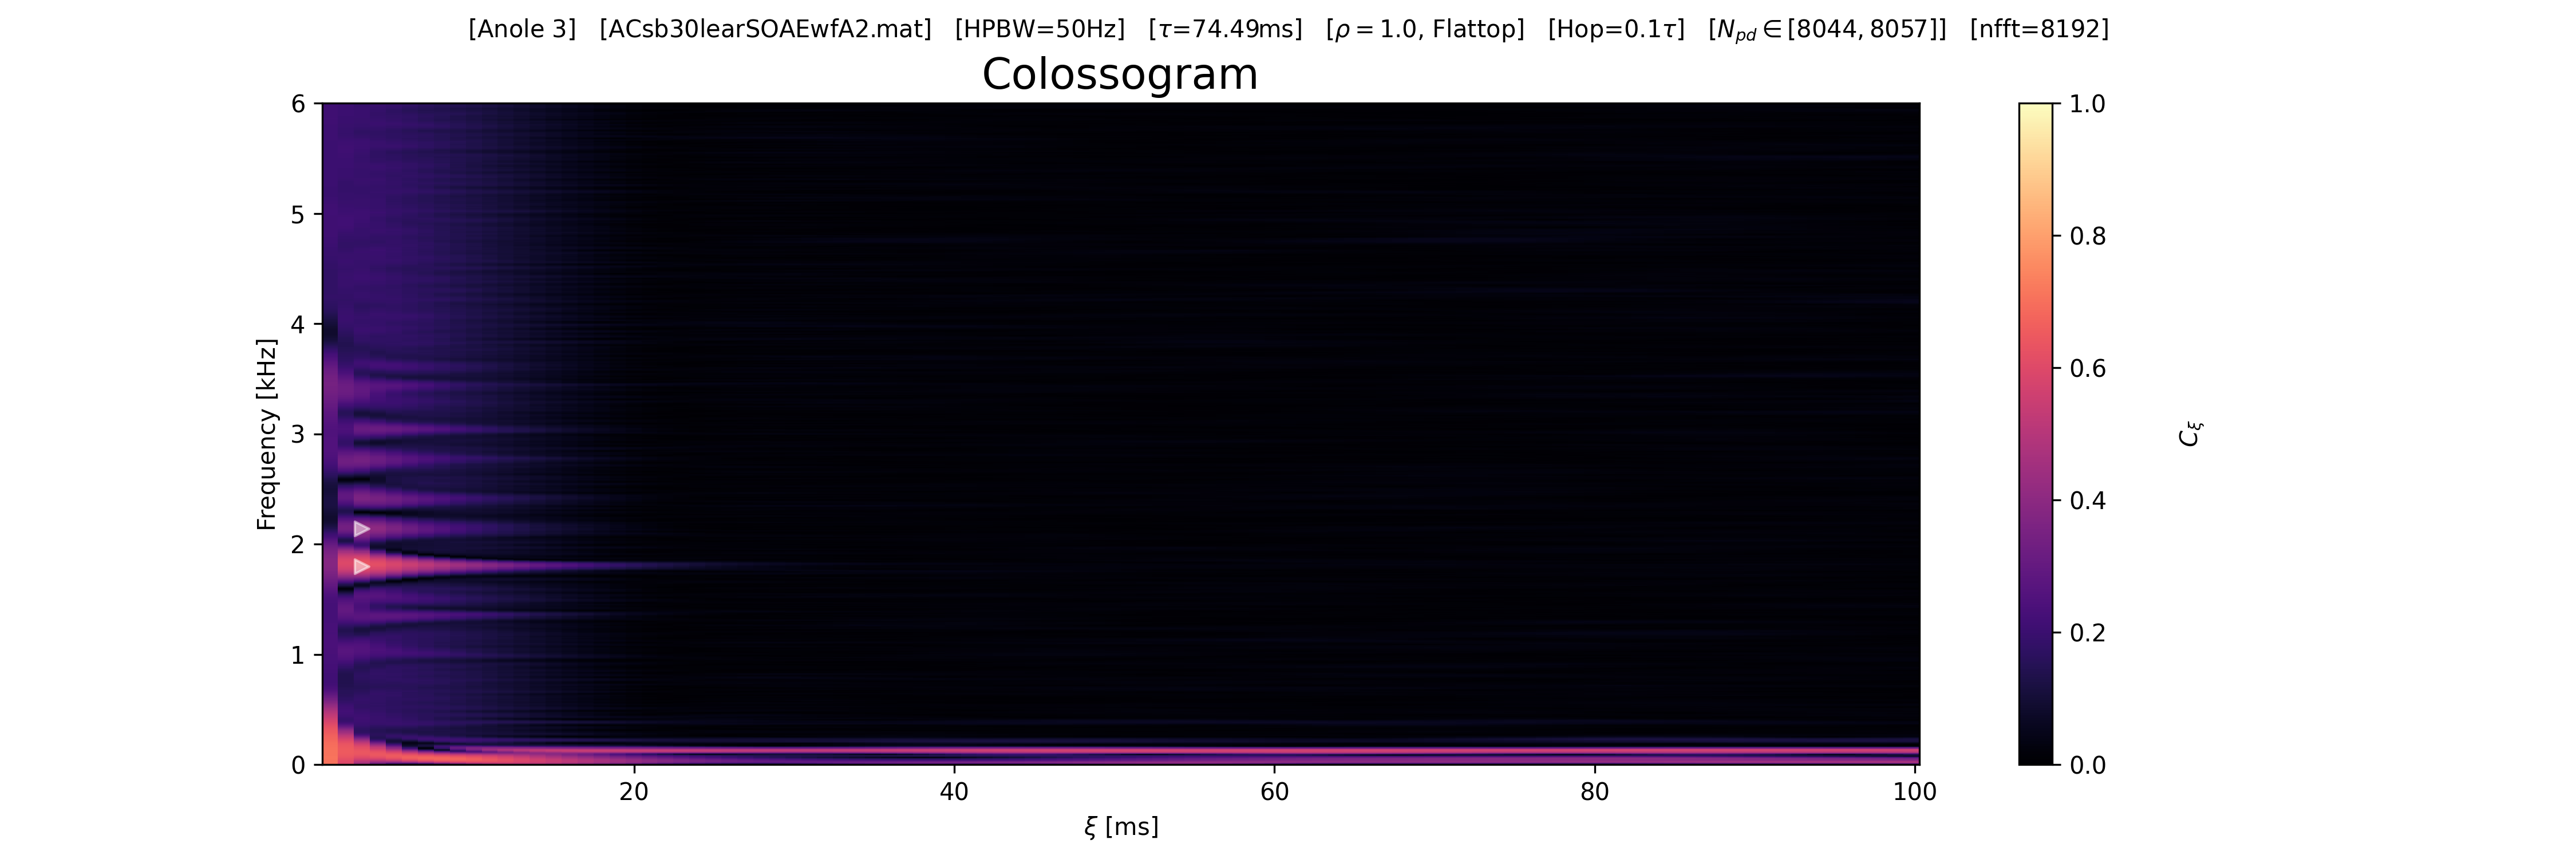 [Anole 3] [ACsb30learSOAEwfA2.mat] [HPBW=50Hz] [τ=74.49ms] [ρ = 1.0, Flattop] [Hop=0.1τ] [N_pd ∈ [8044, 8057]] [nfft=8192]
Colossogram
6
5
4
3
2
1
0
Frequency [kHz]
20 40 60 80 100
ξ [ms]
1.0
0.8
0.6
0.4
0.2
0.0
C_ξ